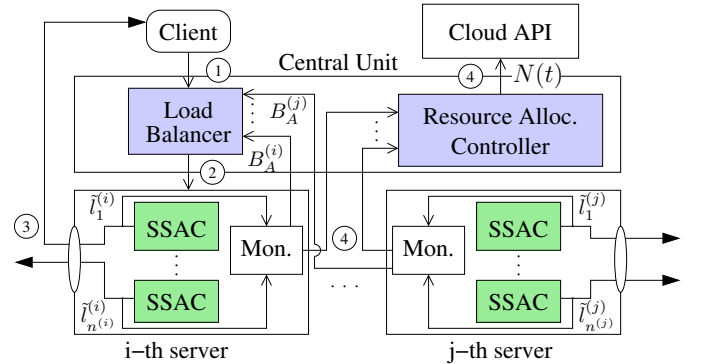 Client
Cloud API
1
Central Unit
4
N(t)
Load
Balancer
B_A^{(j)}
⋮
B_A^{(i)}
⋮
Resource Alloc.
Controller
2
3
l̃_1^{(i)}
SSAC
⋮
SSAC
l̃_{n^{(i)}}^{(i)}
Mon.
4
. . .
Mon.
l̃_1^{(j)}
SSAC
⋮
SSAC
l̃_{n^{(j)}}^{(j)}
i-th server
j-th server